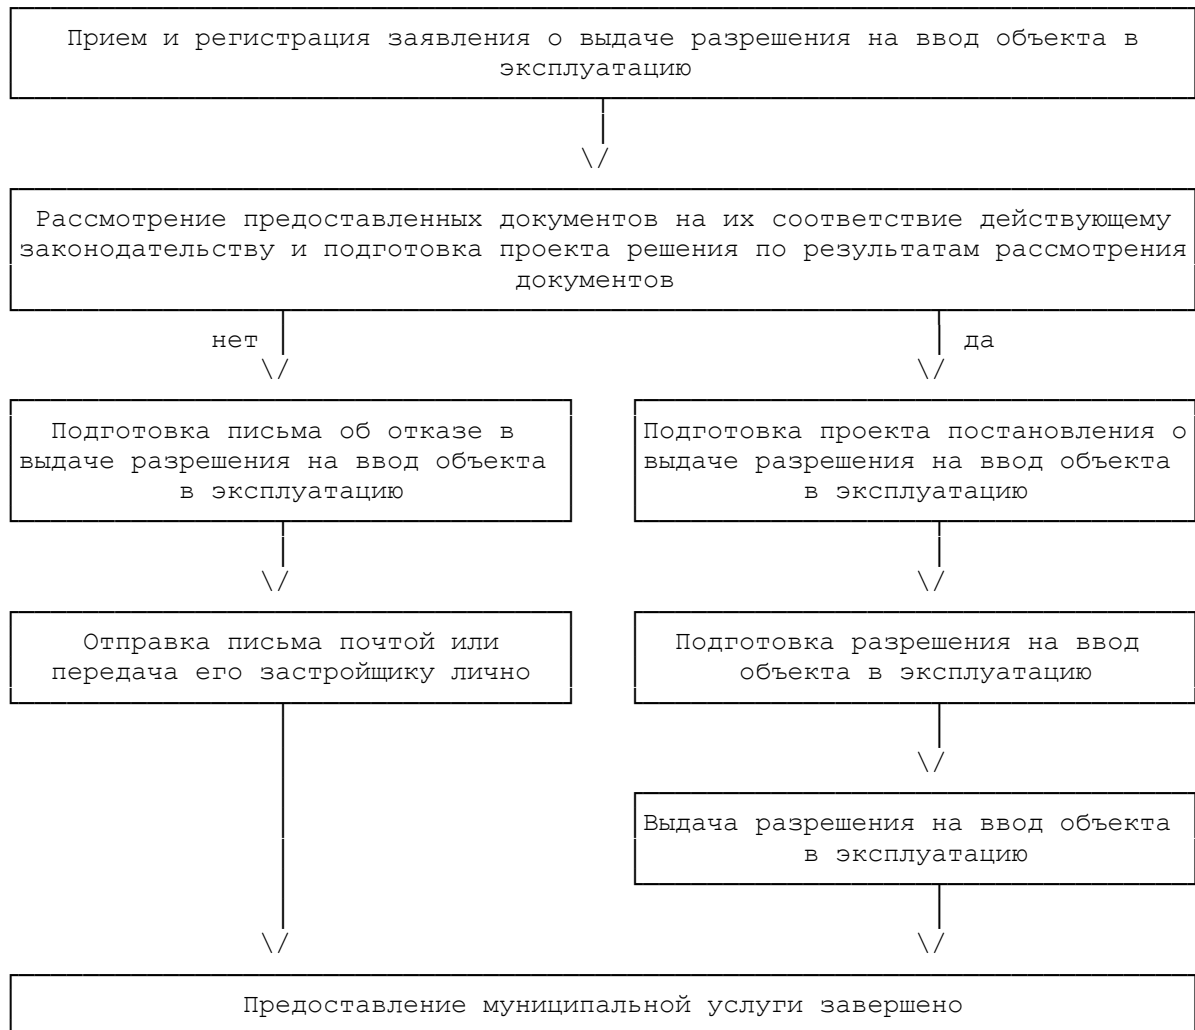 Прием и регистрация заявления о выдаче разрешения на ввод объекта в
эксплуатацию
Рассмотрение предоставленных документов на их соответствие действующему
законодательству и подготовка проекта решения по результатам рассмотрения
документов
нет
да
Подготовка письма об отказе в
выдаче разрешения на ввод объекта
в эксплуатацию
Подготовка проекта постановления о
выдаче разрешения на ввод объекта
в эксплуатацию
Отправка письма почтой или
передача его застройщику лично
Подготовка разрешения на ввод
объекта в эксплуатацию
Выдача разрешения на ввод объекта
в эксплуатацию
Предоставление муниципальной услуги завершено